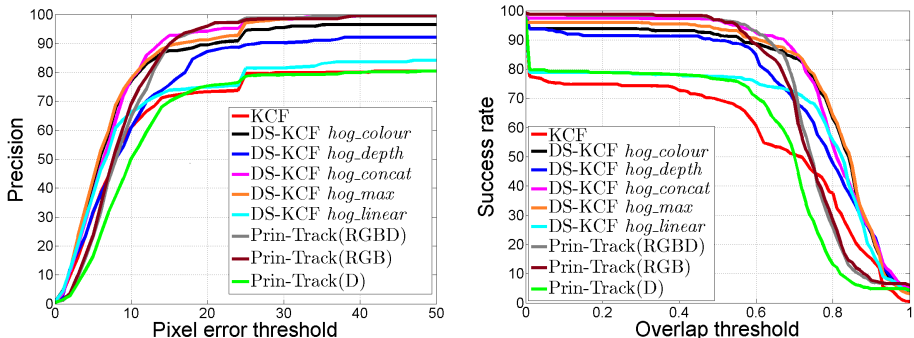 100
90
80
70
60
50
40
30
20
10
0
Precision
KCF
DS-KCF hog_colour
DS-KCF hog_depth
DS-KCF hog_concat
DS-KCF hog_max
DS-KCF hog_linear
Prin-Track(RGBD)
Prin-Track(RGB)
Prin-Track(D)
0 10 20 30 40 50
Pixel error threshold
100
90
80
70
60
50
40
30
20
10
0
Success rate
KCF
DS-KCF hog_colour
DS-KCF hog_depth
DS-KCF hog_concat
DS-KCF hog_max
DS-KCF hog_linear
Prin-Track(RGBD)
Prin-Track(RGB)
Prin-Track(D)
0 0.2 0.4 0.6 0.8 1
Overlap threshold